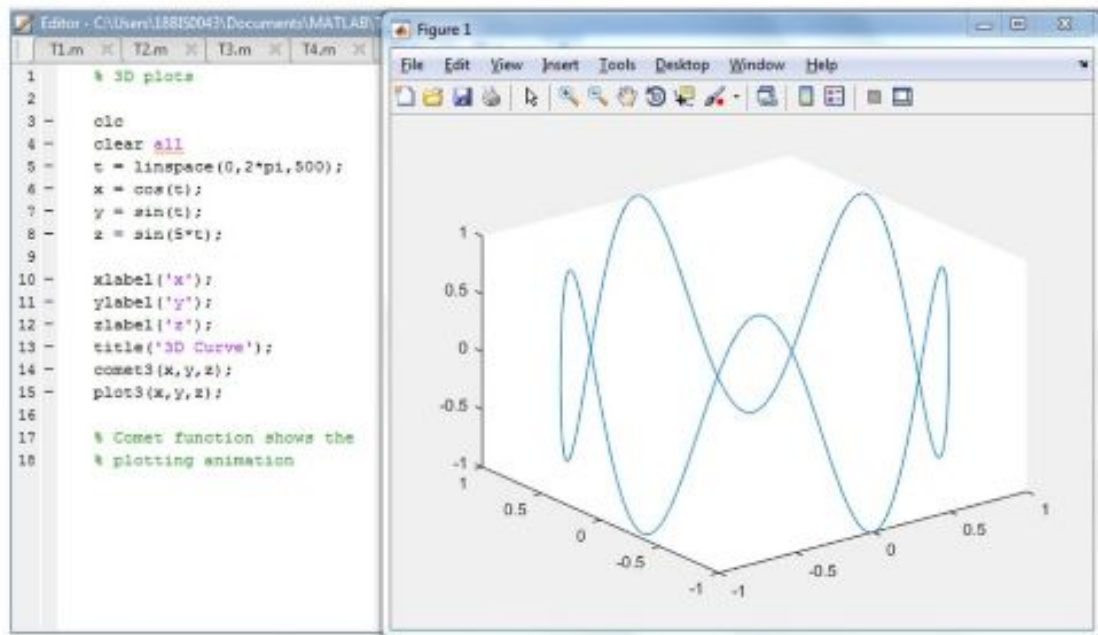 Editor - C:\Users\18BIS0043\Documents\MATLAB\
T1.m T2.m T3.m T4.m
1 % 3D plots
2
3 - clc
4 - clear all
5 - t = linspace(0,2*pi,500);
6 - x = cos(t);
7 - y = sin(t);
8 - z = sin(5*t);
9
10 - xlabel('x');
11 - ylabel('y');
12 - zlabel('z');
13 - title('3D Curve');
14 - comet3(x,y,z);
15 - plot3(x,y,z);
16
17 % Comet function shows the
18 % plotting animation
Figure 1
File Edit View Insert Tools Desktop Window Help
1
0.5
0
-0.5
-1
1
0.5
0
-0.5
-1
-1
-0.5
0
0.5
1